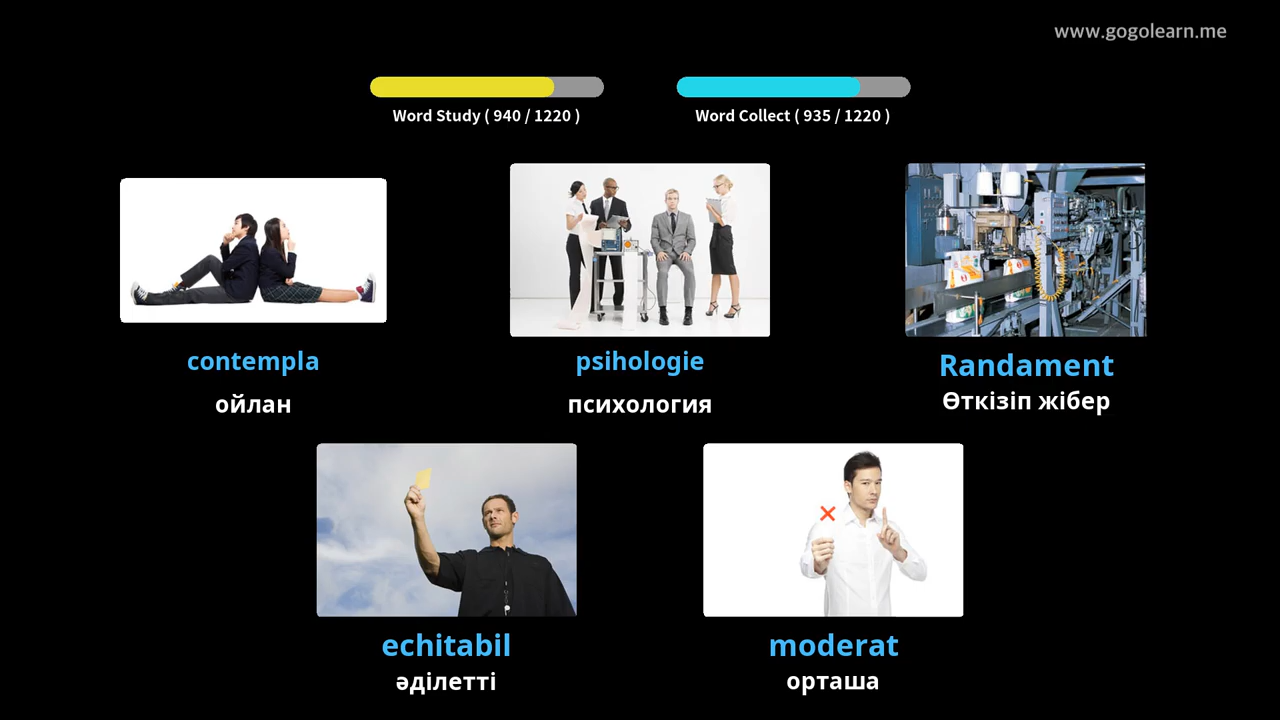 www.gogolearn.me
Word Study ( 940 / 1220 )
Word Collect ( 935 / 1220 )
contempla
ойлан
psihologie
психология
Randament
Өткізіп жібер
echitabil
әділетті
moderat
орташа